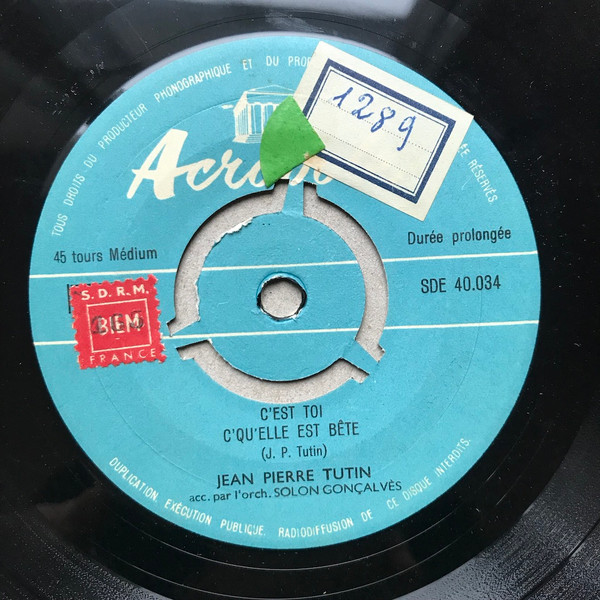 TOUS DROITS DU PRODUCTEUR PHONOGRAPHIQUE ET DU
RÉSERVÉS
1289
45 tours Médium
Durée prolongée
SDE 40.034
S.D.R.M.
BIEM
FRANCE
C'EST TOI
C'QU'ELLE EST BÊTE
(J. P. Tutin)
JEAN PIERRE TUTIN
acc. par l'orch. SOLON GONÇALVÈS
DUPLICATION, EXÉCUTION PUBLIQUE, RADIODIFFUSION DE CE DISQUE INTERDITS.